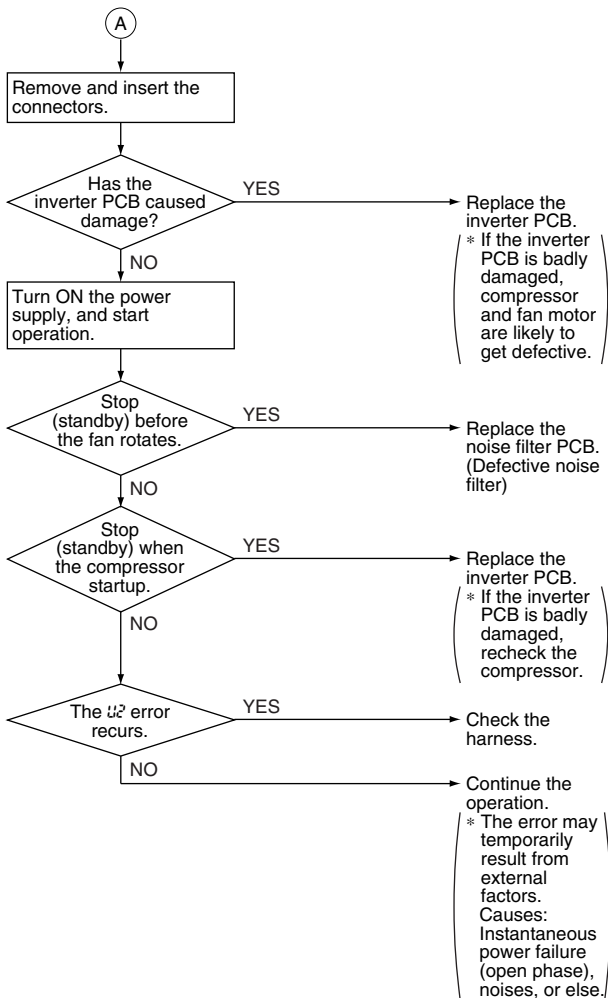 A
Remove and insert the
connectors.
Has the
inverter PCB caused
damage?
YES
Replace the
inverter PCB.
* If the inverter
PCB is badly
damaged,
compressor
and fan motor
are likely to
get defective.
NO
Turn ON the power
supply, and start
operation.
Stop
(standby) before
the fan rotates.
YES
Replace the
noise filter PCB.
(Defective noise
filter)
NO
Stop
(standby) when
the compressor
startup.
YES
Replace the
inverter PCB.
* If the inverter
PCB is badly
damaged,
recheck the
compressor.
NO
The U2 error
recurs.
YES
Check the
harness.
NO
Continue the
operation.
* The error may
temporarily
result from
external
factors.
Causes:
Instantaneous
power failure
(open phase),
noises, or else.